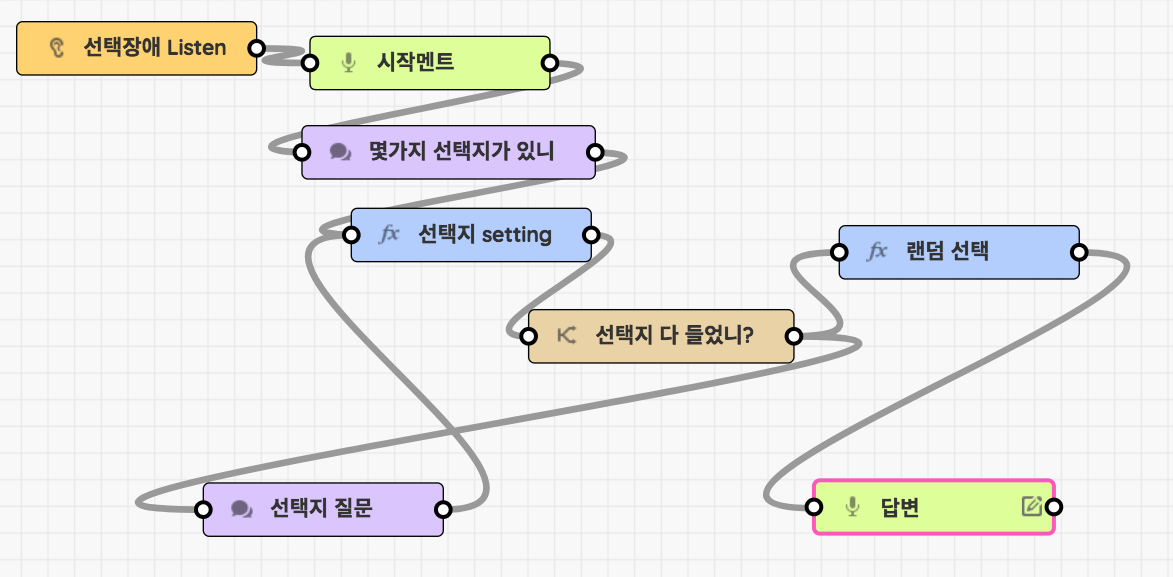 선택장애 Listen
시작멘트
몇가지 선택지가 있니
fx 선택지 setting
fx 랜덤 선택
선택지 다 들었니?
선택지 질문
답변